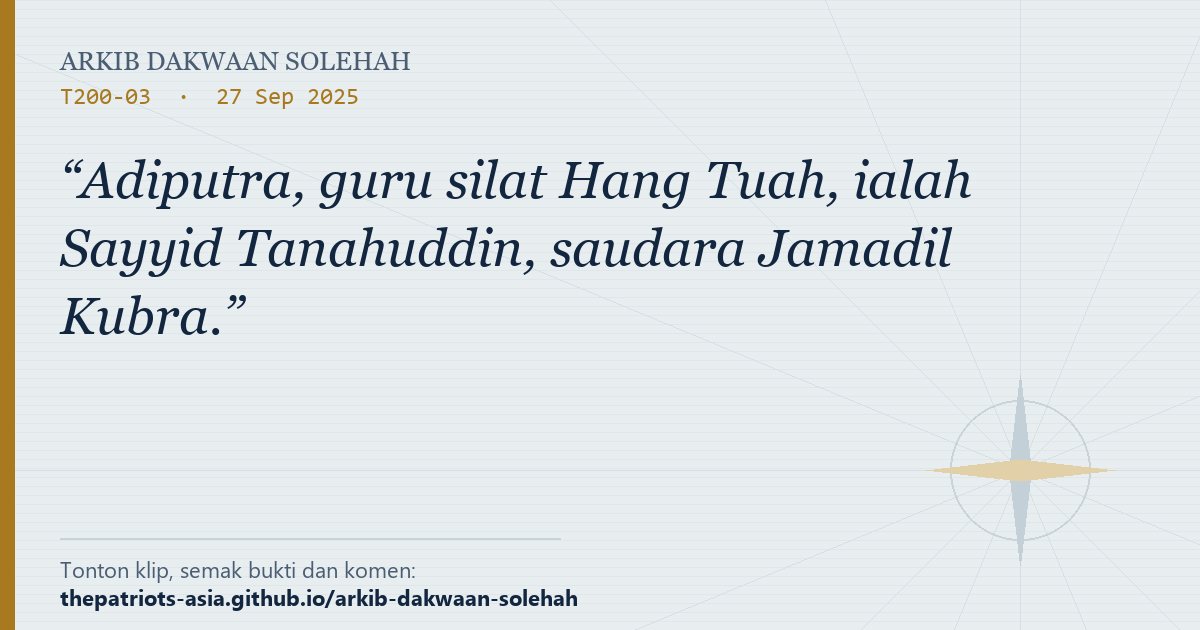 ARKIB DAKWAAN SOLEHAH
T200-03 · 27 Sep 2025
“Adiputra, guru silat Hang Tuah, ialah
Sayyid Tanahuddin, saudara Jamadil
Kubra.”
Tonton klip, semak bukti dan komen:
thepatriots-asia.github.io/arkib-dakwaan-solehah